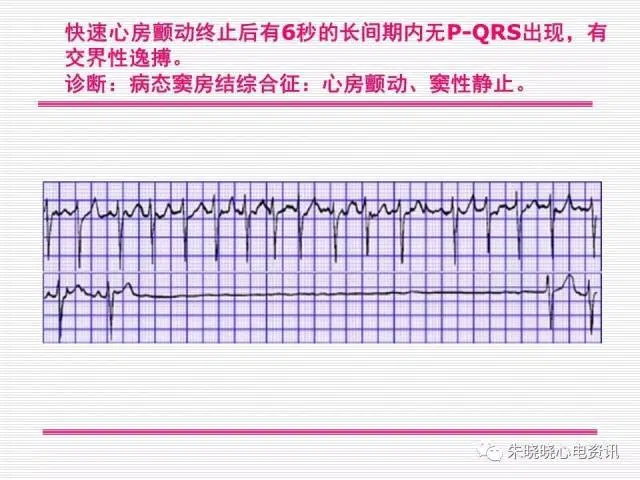 快速心房颤动终止后有6秒的长间期内无P-QRS出现，有
交界性逸搏。
诊断：病态窦房结综合征：心房颤动、窦性静止。
朱晓晓心电资讯